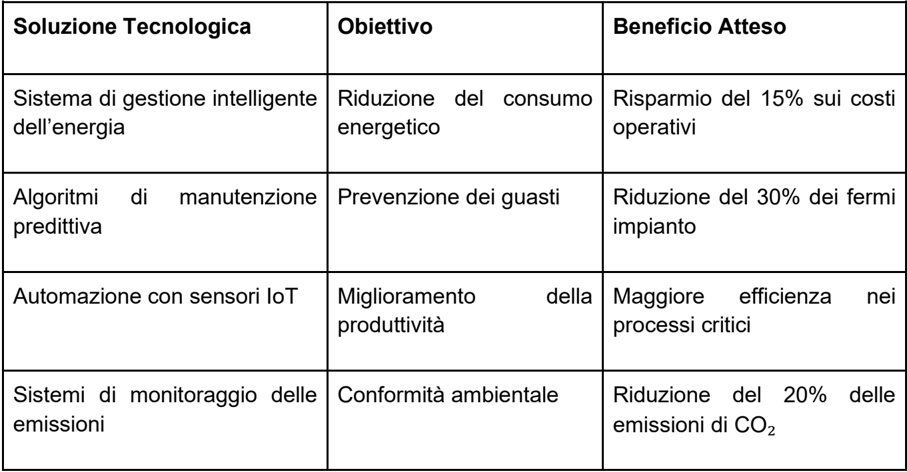 Soluzione Tecnologica
Obiettivo
Beneficio Atteso
Sistema di gestione intelligente
dell’energia
Riduzione del consumo
energetico
Risparmio del 15% sui costi
operativi
Algoritmi di manutenzione
predittiva
Prevenzione dei guasti
Riduzione del 30% dei fermi
impianto
Automazione con sensori IoT
Miglioramento della
produttività
Maggiore efficienza nei
processi critici
Sistemi di monitoraggio delle
emissioni
Conformità ambientale
Riduzione del 20% delle
emissioni di CO₂